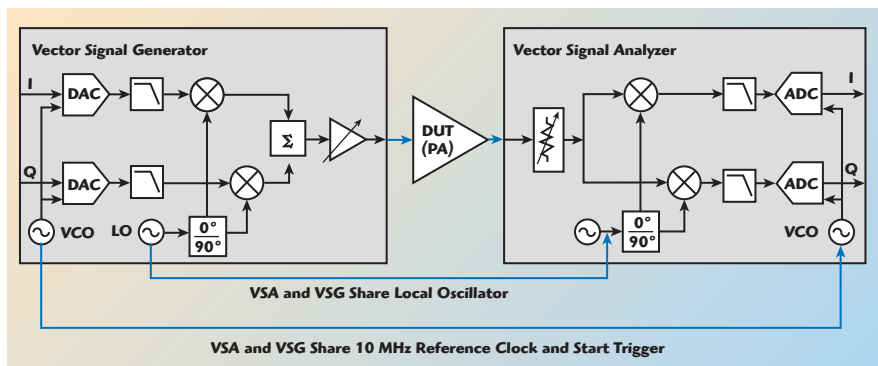 Vector Signal Generator
Vector Signal Analyzer
I
DAC
Q
DAC
Σ
VCO
LO
0°
90°
DUT
(PA)
ADC
I
ADC
Q
0°
90°
VCO
VSA and VSG Share Local Oscillator
VSA and VSG Share 10 MHz Reference Clock and Start Trigger